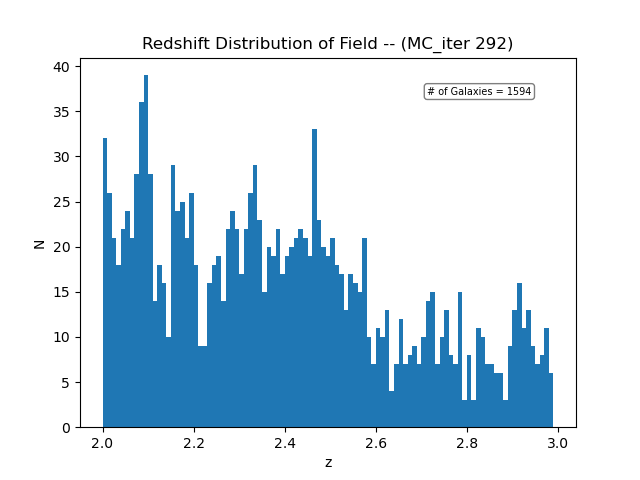 Redshift Distribution of Field -- (MC_iter 292)
# of Galaxies = 1594
40
35
30
25
20
15
10
5
0
N
2.0 2.2 2.4 2.6 2.8 3.0
z